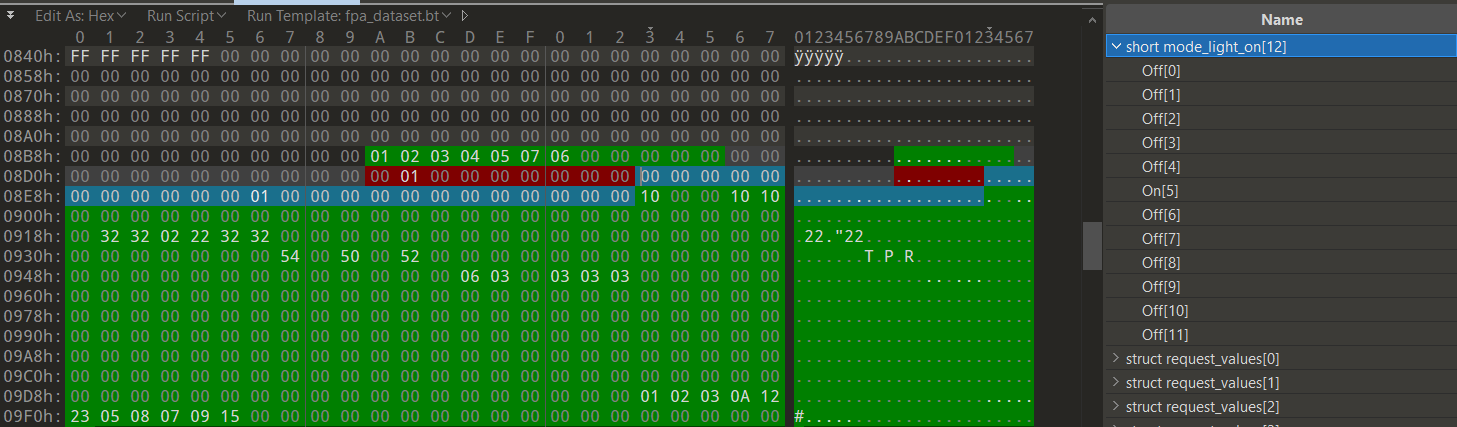 Edit As: Hex Run Script Run Template: fpa_dataset.bt
0 1 2 3 4 5 6 7 8 9 A B C D E F 0 1 2 3 4 5 6 7 0123456789ABCDEF01234567
0840h: FF FF FF FF FF 00 00 00 00 00 00 00 00 00 00 00 00 00 00 00 00 00 00 00 ÿÿÿÿÿ...................
0858h: 00 00 00 00 00 00 00 00 00 00 00 00 00 00 00 00 00 00 00 00 00 00 00 00 ........................
0870h: 00 00 00 00 00 00 00 00 00 00 00 00 00 00 00 00 00 00 00 00 00 00 00 00 ........................
0888h: 00 00 00 00 00 00 00 00 00 00 00 00 00 00 00 00 00 00 00 00 00 00 00 00 ........................
08A0h: 00 00 00 00 00 00 00 00 00 00 00 00 00 00 00 00 00 00 00 00 00 00 00 00 ........................
08B8h: 00 00 00 00 00 00 00 00 00 00 01 02 03 04 05 07 06 00 00 00 00 00 00 00 ........................
08D0h: 00 00 00 00 00 00 00 00 00 00 00 01 00 00 00 00 00 00 00 00 00 00 00 00 ........................
08E8h: 00 00 00 00 00 00 01 00 00 00 00 00 00 00 00 00 00 00 00 10 00 00 10 10 ........................
0900h: 00 00 00 00 00 00 00 00 00 00 00 00 00 00 00 00 00 00 00 00 00 00 00 00 ........................
0918h: 00 32 32 02 22 32 32 00 00 00 00 00 00 00 00 00 00 00 00 00 00 00 00 00 .22."22.................
0930h: 00 00 00 00 00 00 00 54 00 50 00 52 00 00 00 00 00 00 00 00 00 00 00 00 .......T.P.R............
0948h: 00 00 00 00 00 00 00 00 00 00 00 00 00 06 03 00 03 03 03 00 00 00 00 00 ........................
0960h: 00 00 00 00 00 00 00 00 00 00 00 00 00 00 00 00 00 00 00 00 00 00 00 00 ........................
0978h: 00 00 00 00 00 00 00 00 00 00 00 00 00 00 00 00 00 00 00 00 00 00 00 00 ........................
0990h: 00 00 00 00 00 00 00 00 00 00 00 00 00 00 00 00 00 00 00 00 00 00 00 00 ........................
09A8h: 00 00 00 00 00 00 00 00 00 00 00 00 00 00 00 00 00 00 00 00 00 00 00 00 ........................
09C0h: 00 00 00 00 00 00 00 00 00 00 00 00 00 00 00 00 00 00 00 00 00 00 00 00 ........................
09D8h: 00 00 00 00 00 00 00 00 00 00 00 00 00 00 00 00 00 00 00 01 02 03 0A 12 ........................
09F0h: 23 05 08 07 09 15 00 00 00 00 00 00 00 00 00 00 00 00 00 00 00 00 00 00 #.......................
Name
short mode_light_on[12]
Off[0]
Off[1]
Off[2]
Off[3]
Off[4]
On[5]
Off[6]
Off[7]
Off[8]
Off[9]
Off[10]
Off[11]
struct request_values[0]
struct request_values[1]
struct request_values[2]